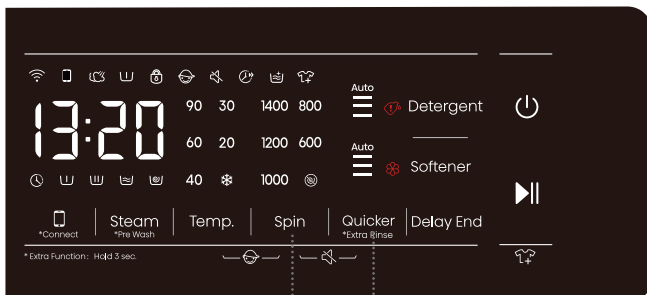 Auto
90 30 1400 800
Detergent
13:20
60 20 1200 600
Auto
Softener
40 1000
Steam Temp. Spin Quicker Delay End
*Connect *Pre Wash *Extra Rinse
* Extra Function: Hold 3 sec.